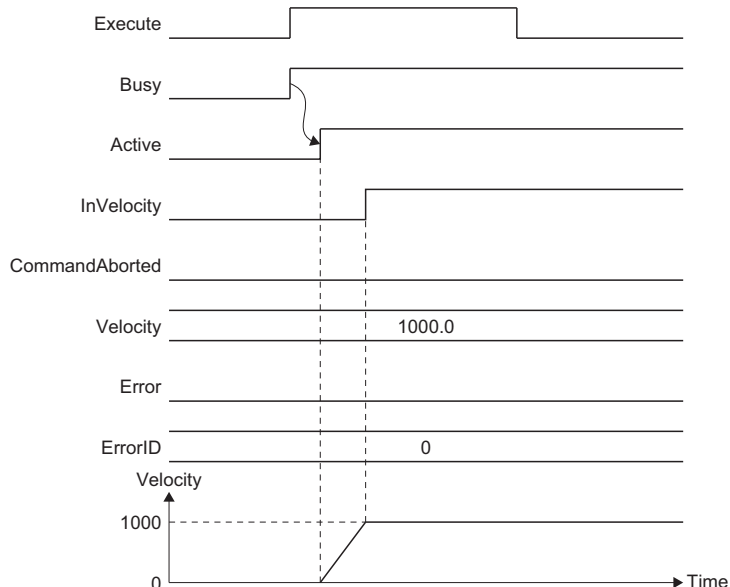 Execute
Busy
Active
InVelocity
CommandAborted
Velocity 1000.0
Error
ErrorID 0
Velocity
1000
0
Time